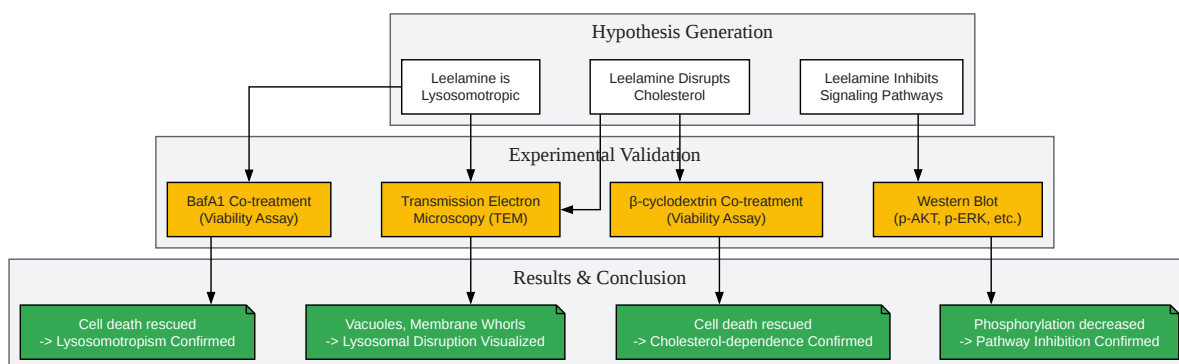 Hypothesis Generation
Leelamine is
Lysosomotropic
Leelamine Disrupts
Cholesterol
Leelamine Inhibits
Signaling Pathways
Experimental Validation
BafA1 Co-treatment
(Viability Assay)
Transmission Electron
Microscopy (TEM)
β-cyclodextrin Co-treatment
(Viability Assay)
Western Blot
(p-AKT, p-ERK, etc.)
Results & Conclusion
Cell death rescued
-> Lysosomotropism Confirmed
Vacuoles, Membrane Whorls
-> Lysosomal Disruption Visualized
Cell death rescued
-> Cholesterol-dependence Confirmed
Phosphorylation decreased
-> Pathway Inhibition Confirmed